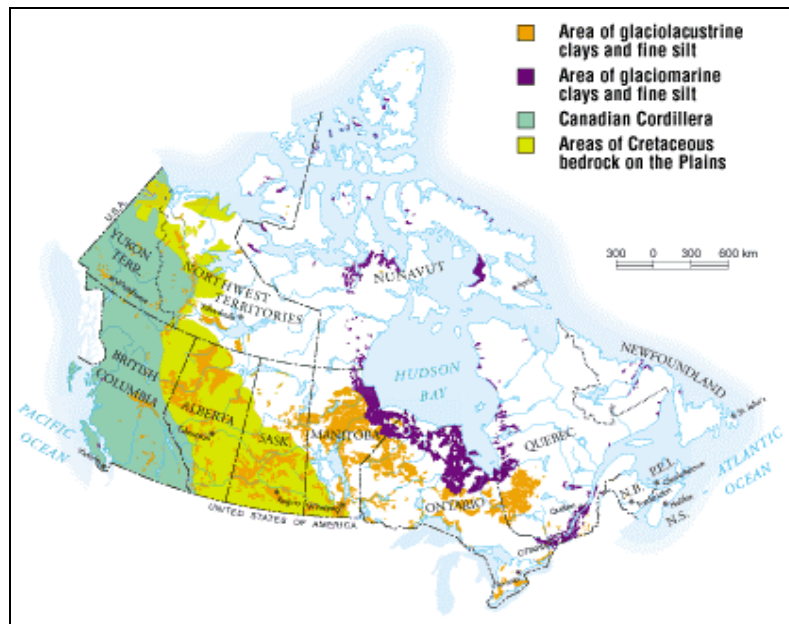 Area of glaciolacustrine
clays and fine silt
Area of glaciomarine
clays and fine silt
Canadian Cordillera
Areas of Cretaceous
bedrock on the Plains
300 0 300 600 km
U.S.A.
YUKON
TERR.
NORTHWEST
TERRITORIES
NUNAVUT
BRITISH
COLUMBIA
ALBERTA
SASK.
MANITOBA
HUDSON
BAY
ONTARIO
QUEBEC
NEWFOUNDLAND
P.E.I.
N.B.
N.S.
PACIFIC
OCEAN
ATLANTIC
OCEAN
UNITED STATES OF AMERICA